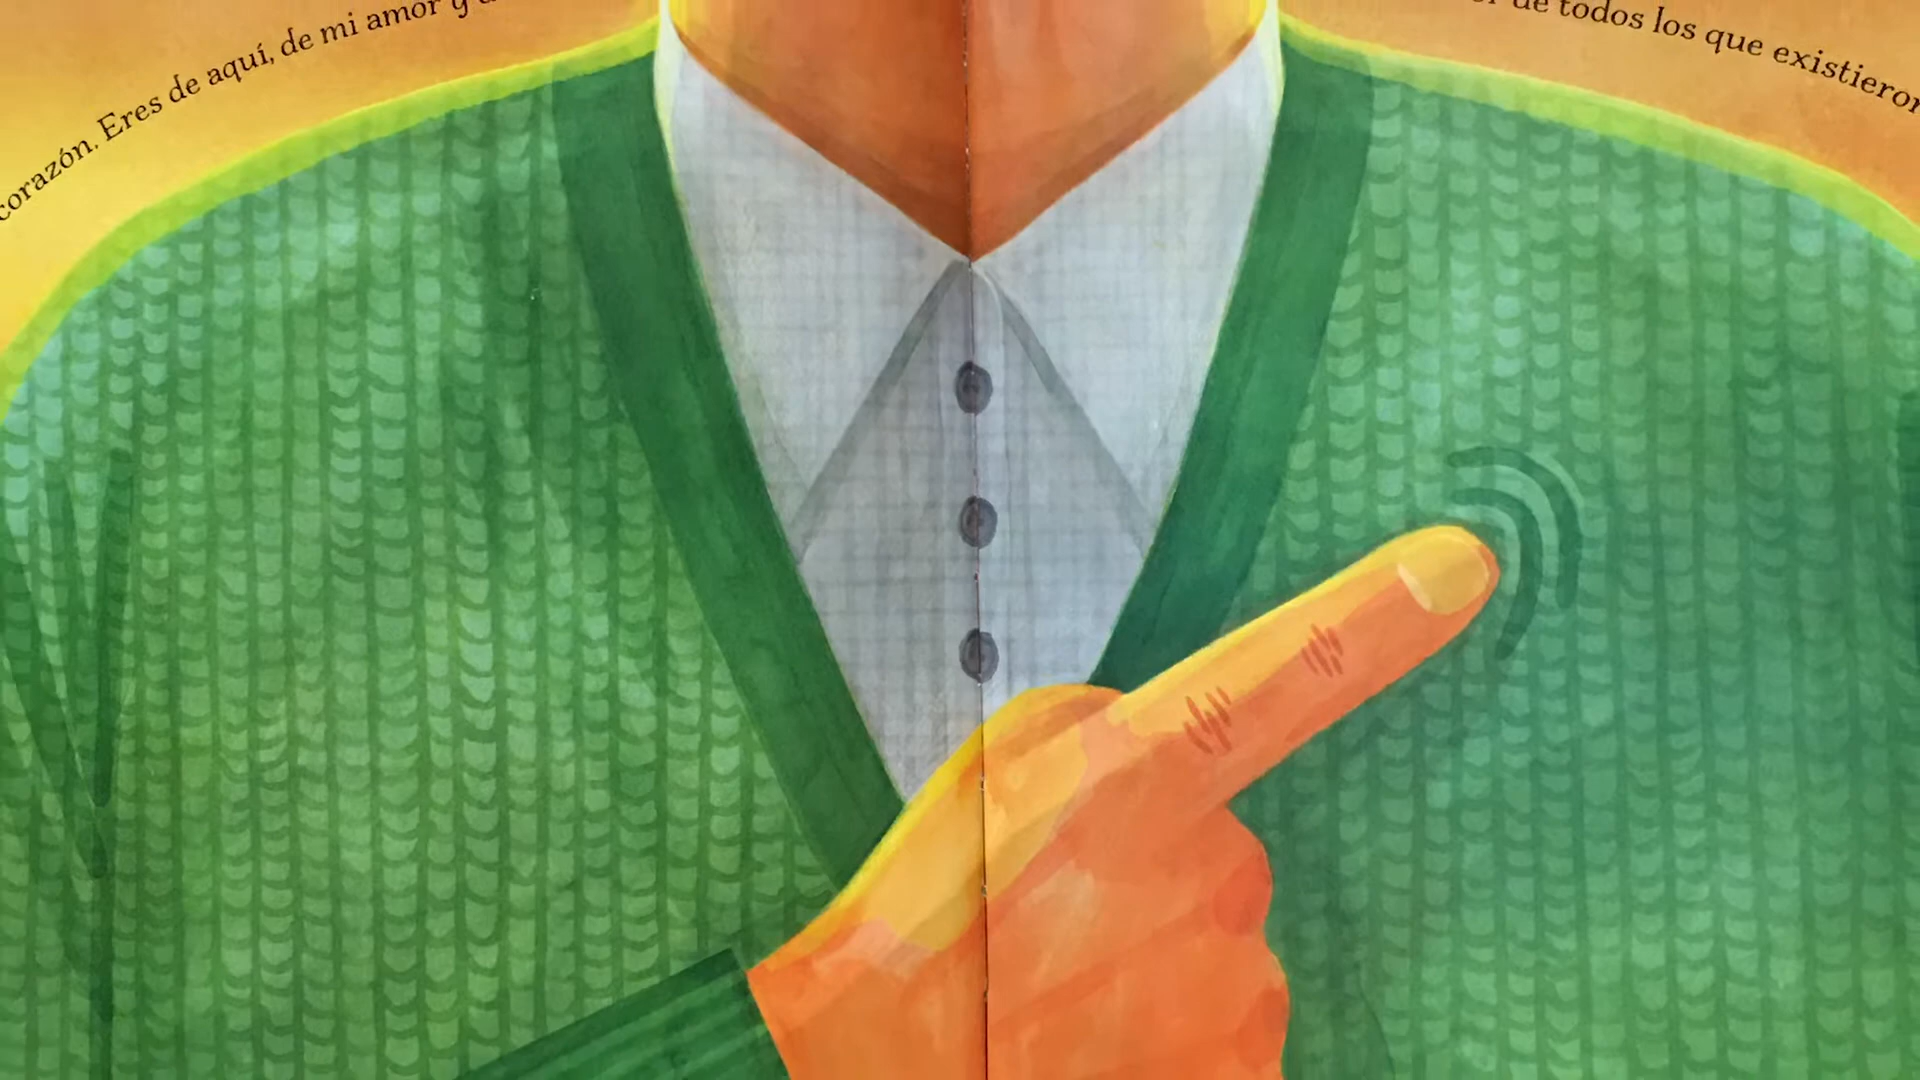 corazón. Eres de aquí, de mi amor y
de todos los que existieron